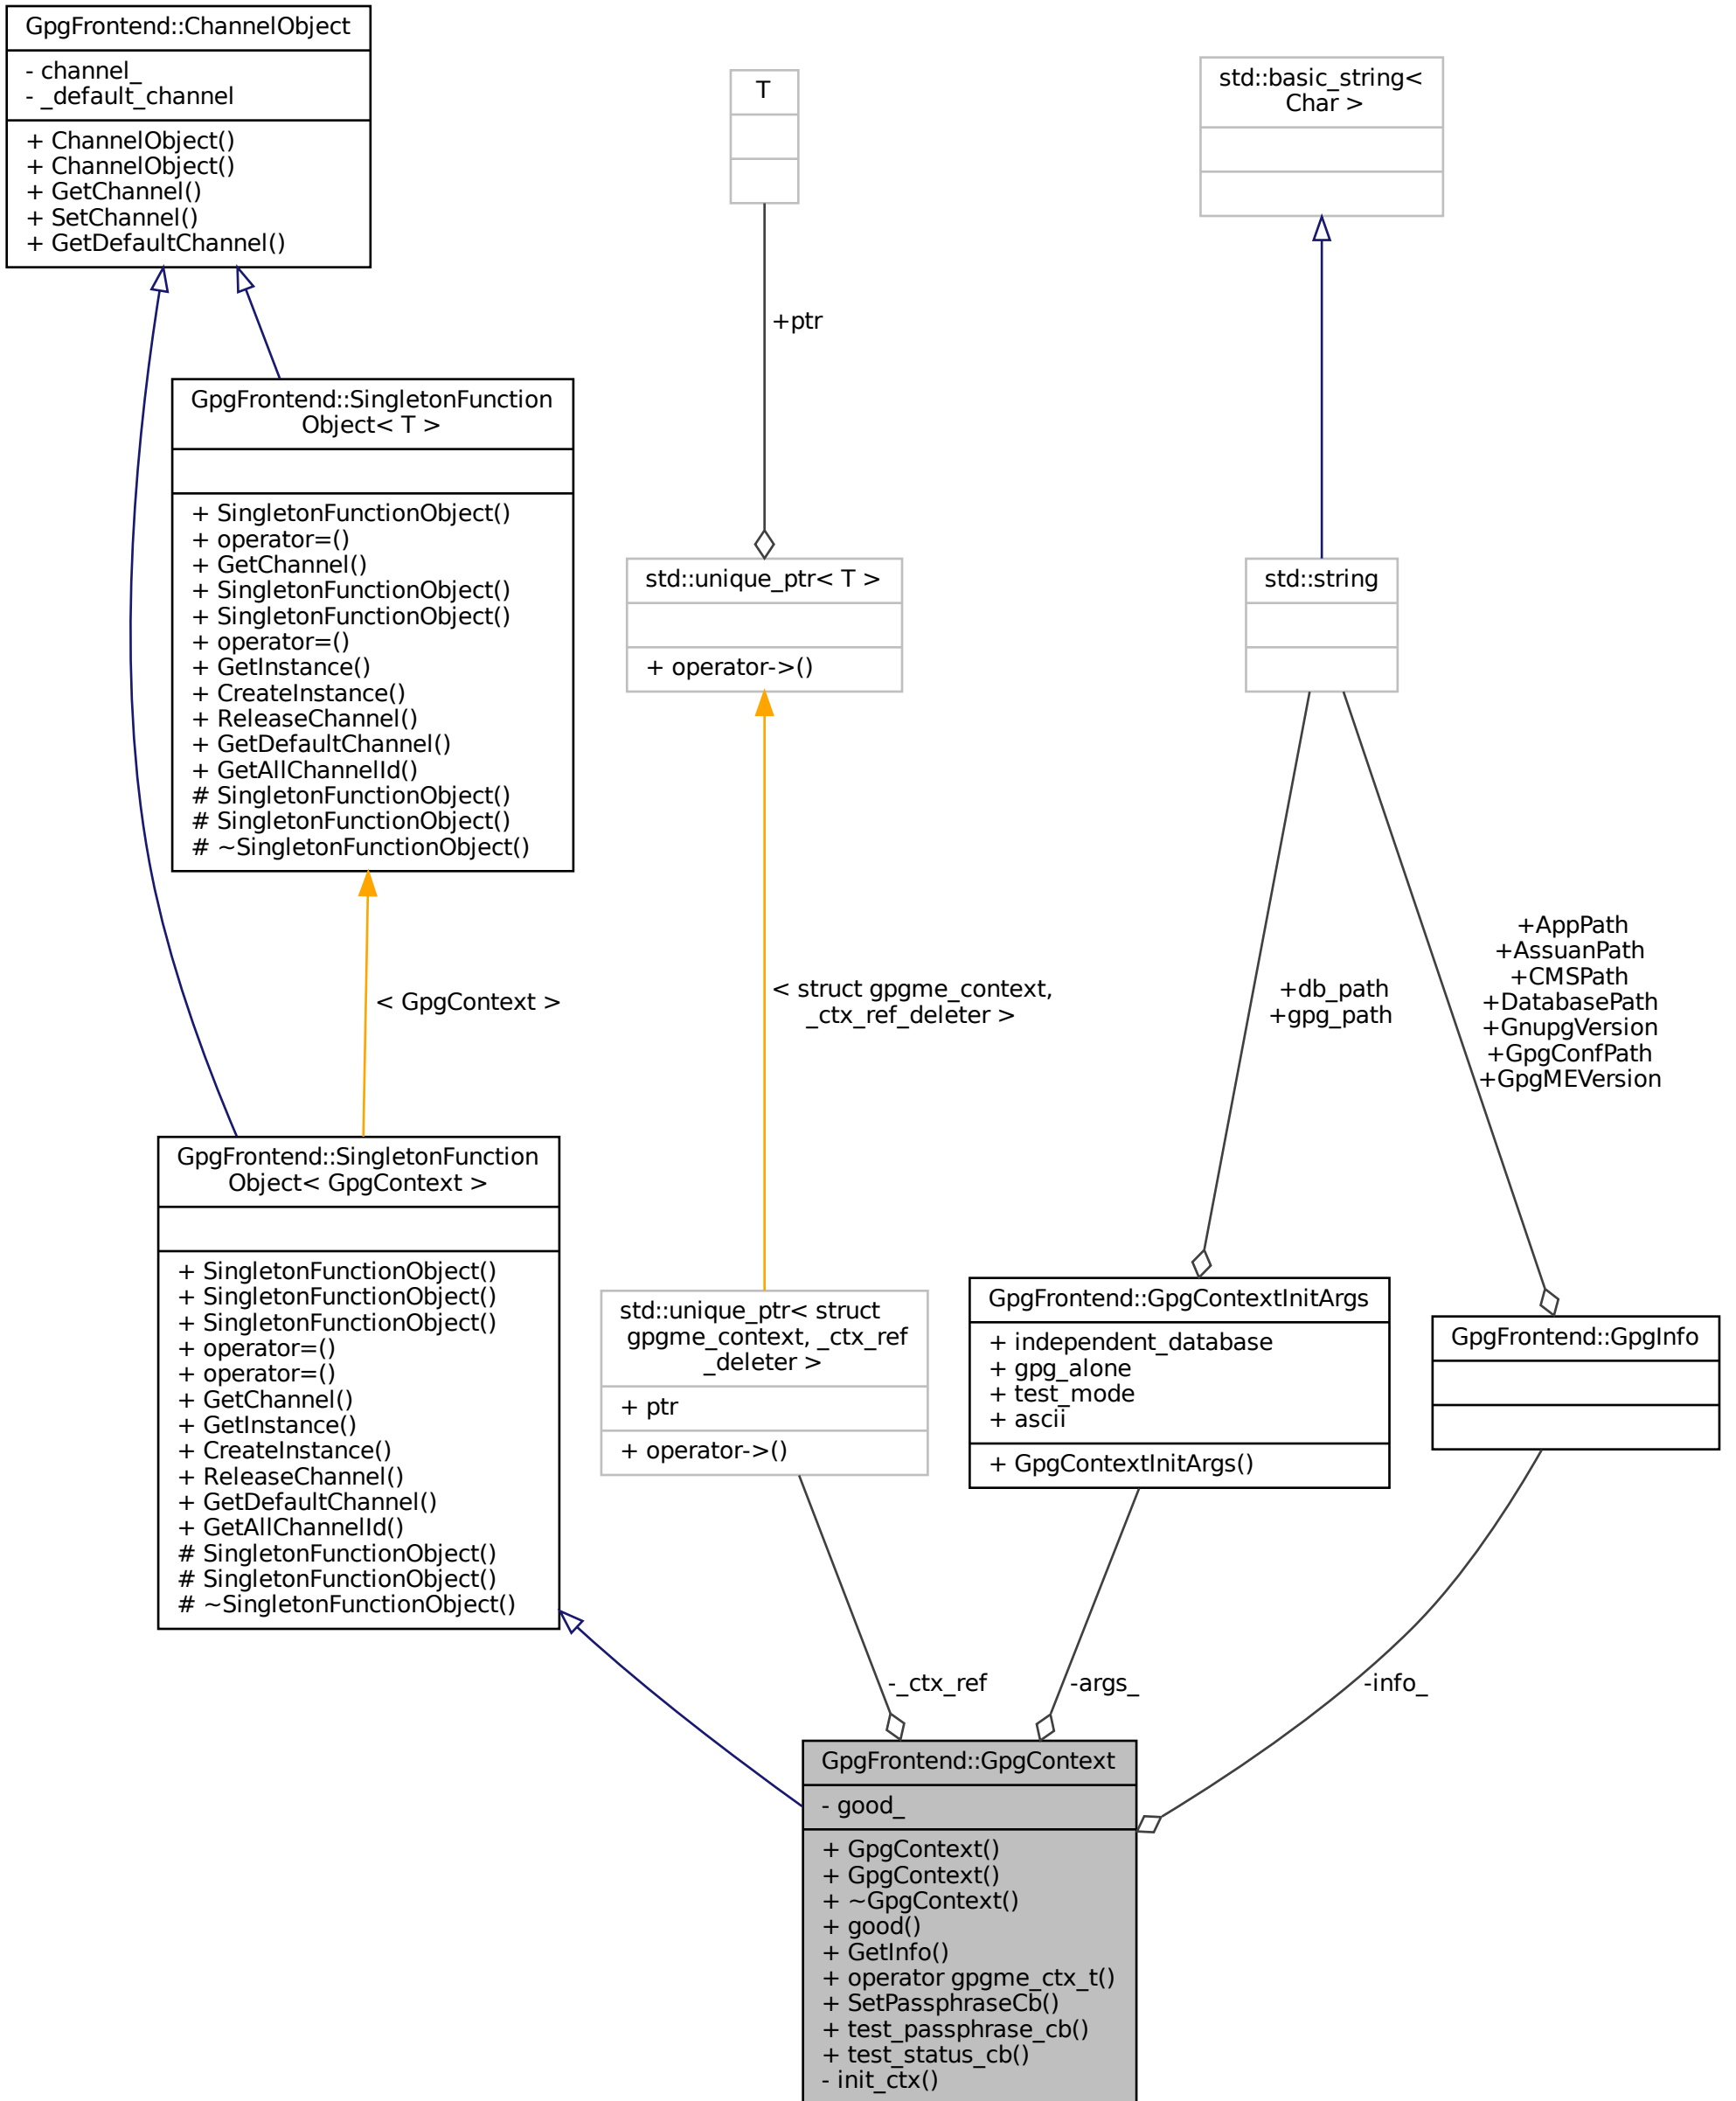 GpgFrontend::ChannelObject
- channel_
- _default_channel
+ ChannelObject()
+ ChannelObject()
+ GetChannel()
+ SetChannel()
+ GetDefaultChannel()
T
std::basic_string<
Char >
+ptr
GpgFrontend::SingletonFunction
Object< T >
+ SingletonFunctionObject()
+ operator=()
+ GetChannel()
+ SingletonFunctionObject()
+ SingletonFunctionObject()
+ operator=()
+ GetInstance()
+ CreateInstance()
+ ReleaseChannel()
+ GetDefaultChannel()
+ GetAllChannelId()
# SingletonFunctionObject()
# SingletonFunctionObject()
# ~SingletonFunctionObject()
std::unique_ptr< T >
+ operator->()
std::string
< GpgContext >
< struct gpgme_context,
_ctx_ref_deleter >
+db_path
+gpg_path
+AppPath
+AssuanPath
+CMSPath
+DatabasePath
+GnupgVersion
+GpgConfPath
+GpgMEVersion
GpgFrontend::SingletonFunction
Object< GpgContext >
+ SingletonFunctionObject()
+ SingletonFunctionObject()
+ SingletonFunctionObject()
+ operator=()
+ operator=()
+ GetChannel()
+ GetInstance()
+ CreateInstance()
+ ReleaseChannel()
+ GetDefaultChannel()
+ GetAllChannelId()
# SingletonFunctionObject()
# SingletonFunctionObject()
# ~SingletonFunctionObject()
std::unique_ptr< struct
gpgme_context, _ctx_ref
_deleter >
+ ptr
+ operator->()
GpgFrontend::GpgContextInitArgs
+ independent_database
+ gpg_alone
+ test_mode
+ ascii
+ GpgContextInitArgs()
GpgFrontend::GpgInfo
-_ctx_ref
-args_
-info_
GpgFrontend::GpgContext
- good_
+ GpgContext()
+ GpgContext()
+ ~GpgContext()
+ good()
+ GetInfo()
+ operator gpgme_ctx_t()
+ SetPassphraseCb()
+ test_passphrase_cb()
+ test_status_cb()
- init_ctx()